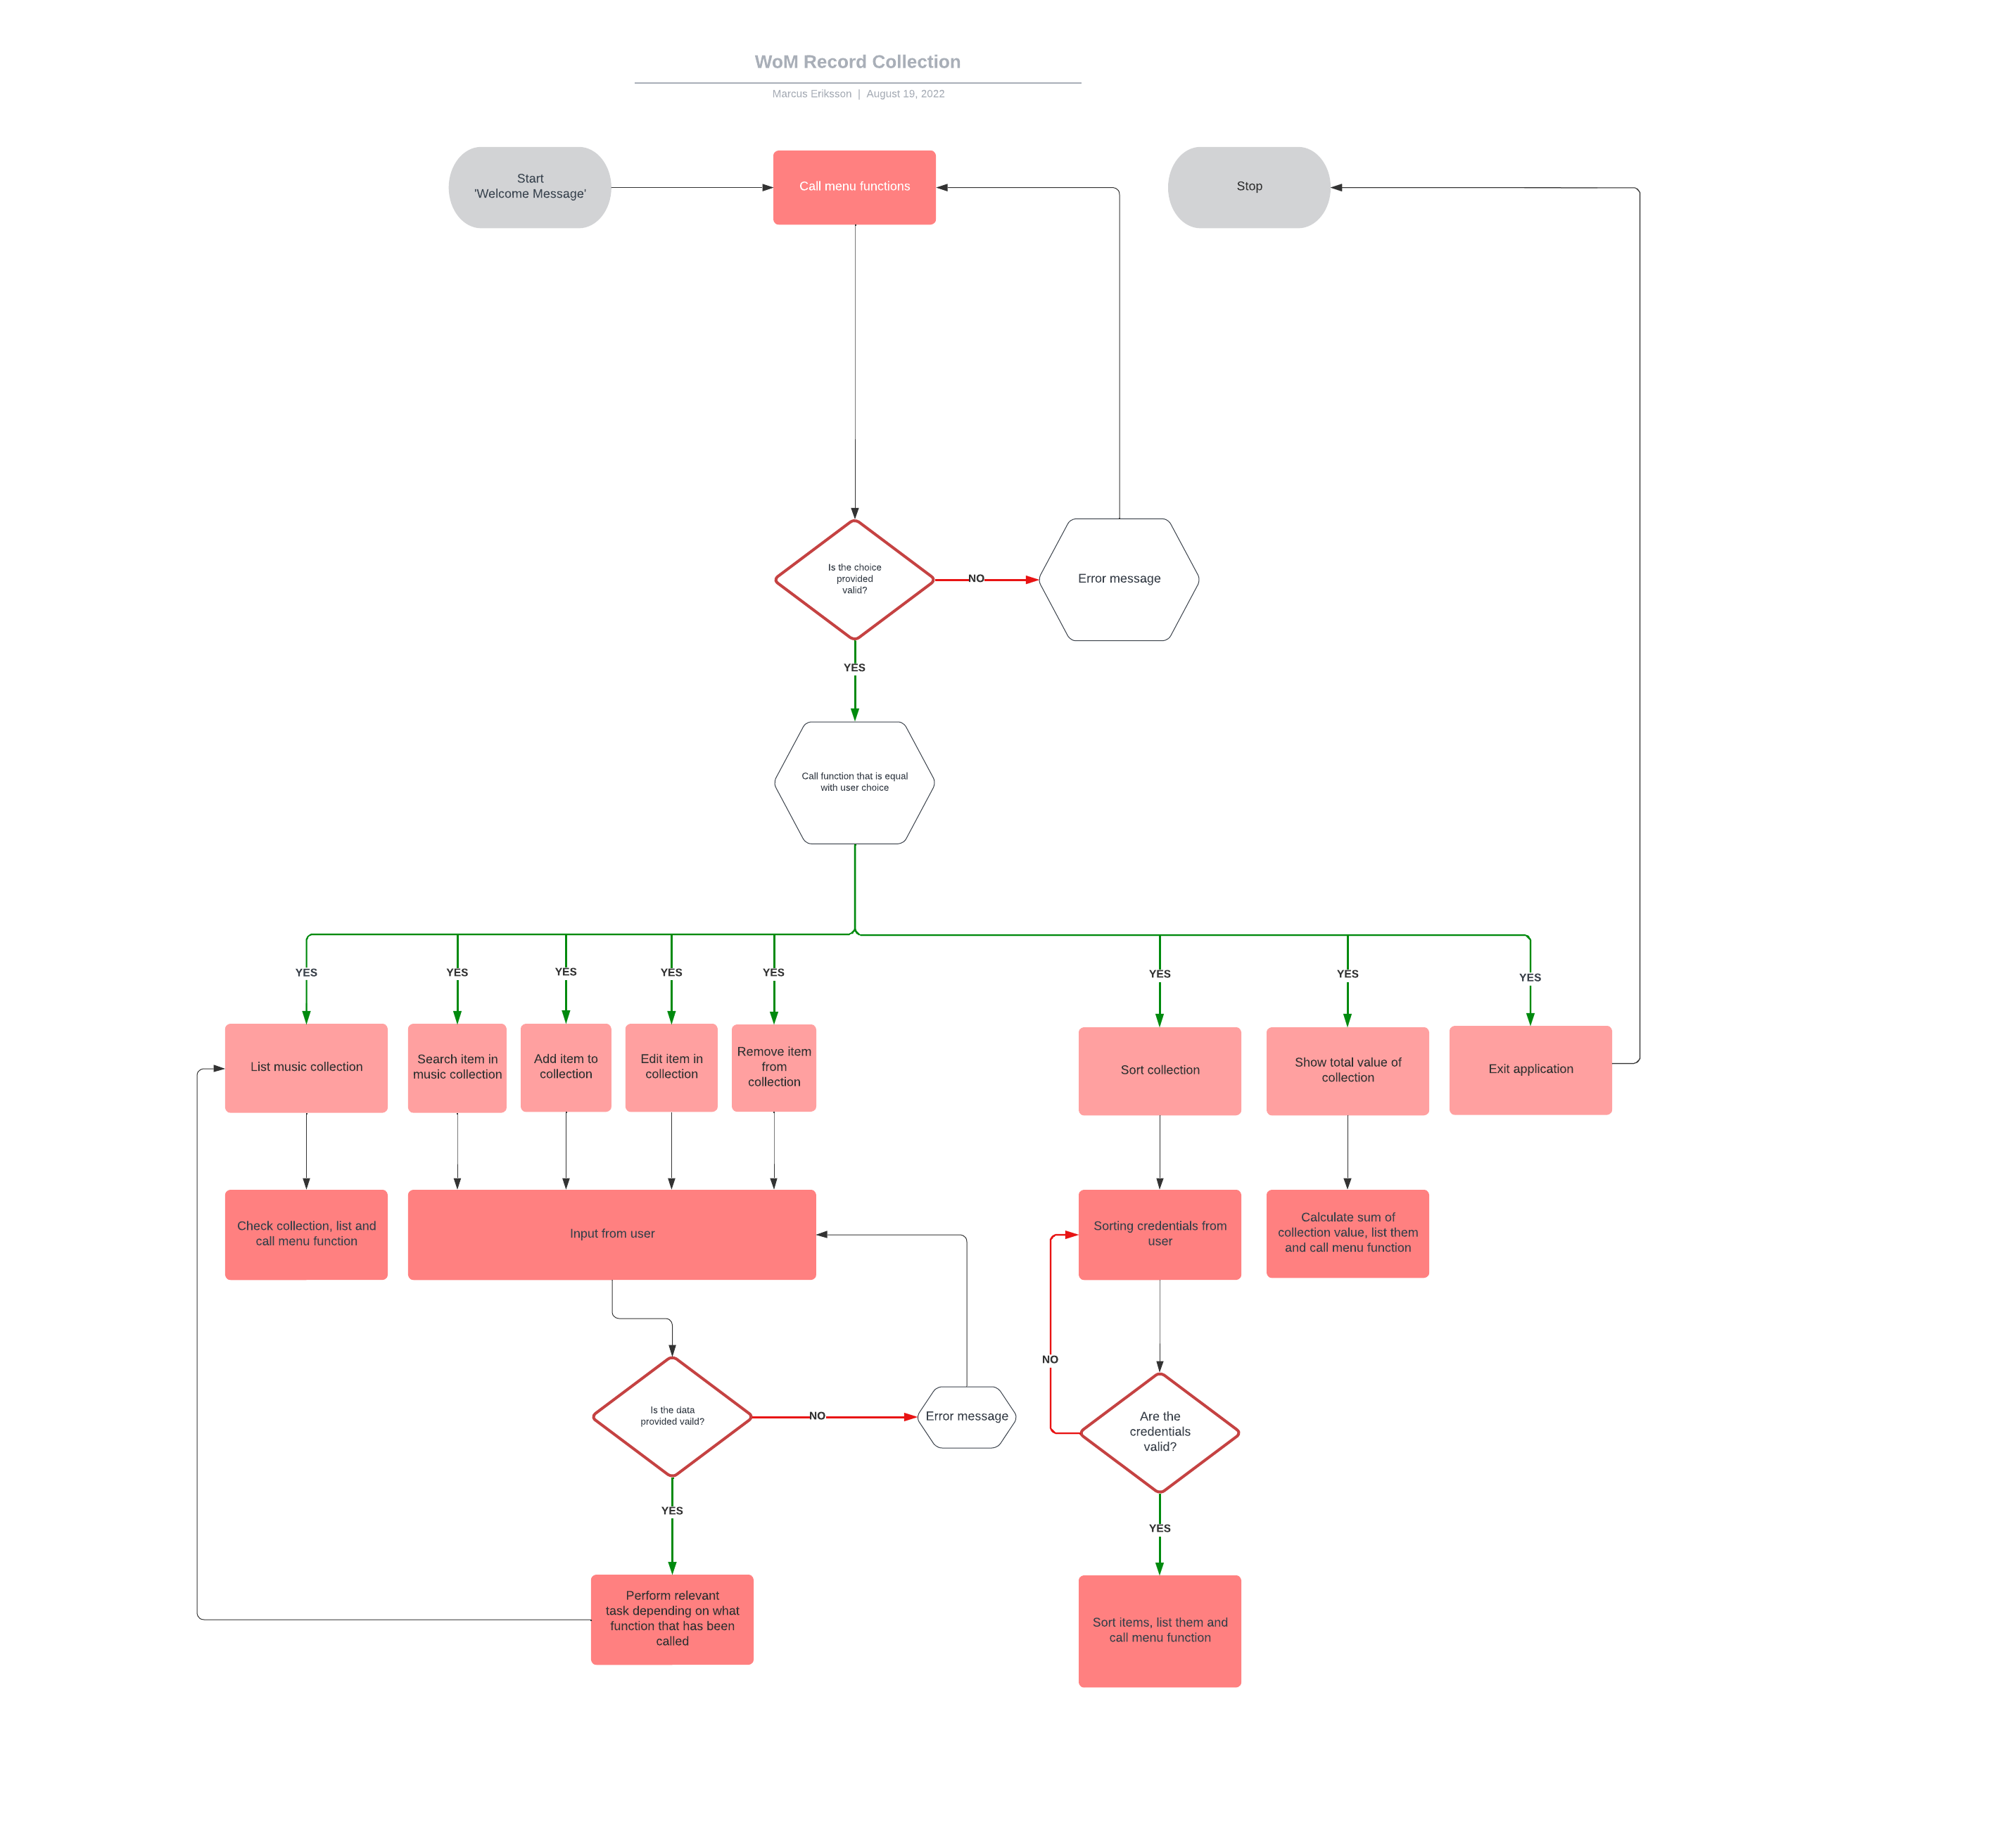 WoM Record Collection
Marcus Eriksson | August 19, 2022
Start
'Welcome Message'
Call menu functions
Stop
Is the choice
provided
valid?
NO
Error message
YES
Call function that is equal
with user choice
YES
YES
YES
YES
YES
YES
YES
YES
List music collection
Search item in
music collection
Add item to
collection
Edit item in
collection
Remove item
from
collection
Sort collection
Show total value of
collection
Exit application
Check collection, list and
call menu function
Input from user
Sorting credentials from
user
Calculate sum of
collection value, list them
and call menu function
NO
Is the data
provided vaild?
NO
Error message
Are the
credentials
valid?
YES
YES
Perform relevant
task depending on what
function that has been
called
Sort items, list them and
call menu function